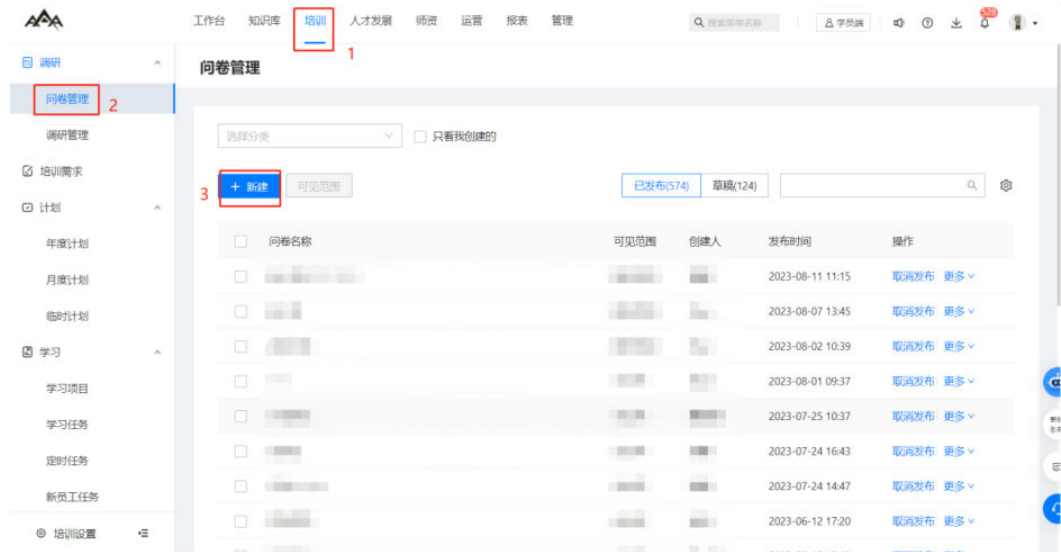 AAA
工作台 知识库 培训 人才发展 师资 运营 报表 管理
搜索菜单名称
学员端
528
1
调研
问卷管理
2
调研管理
培训需求
计划
年度计划
月度计划
临时计划
学习
学习项目
学习任务
定时任务
新员工任务
培训设置
问卷管理
选择分类 只看我创建的
3 + 新建 可见范围 已发布(574) 草稿(124)
问卷名称 可见范围 创建人 发布时间 操作
2023-08-11 11:15 取消发布 更多
2023-08-07 13:45 取消发布 更多
2023-08-02 10:39 取消发布 更多
2023-08-01 09:37 取消发布 更多
2023-07-25 10:37 取消发布 更多
2023-07-24 16:43 取消发布 更多
2023-07-24 14:47 取消发布 更多
2023-06-12 17:20 取消发布 更多